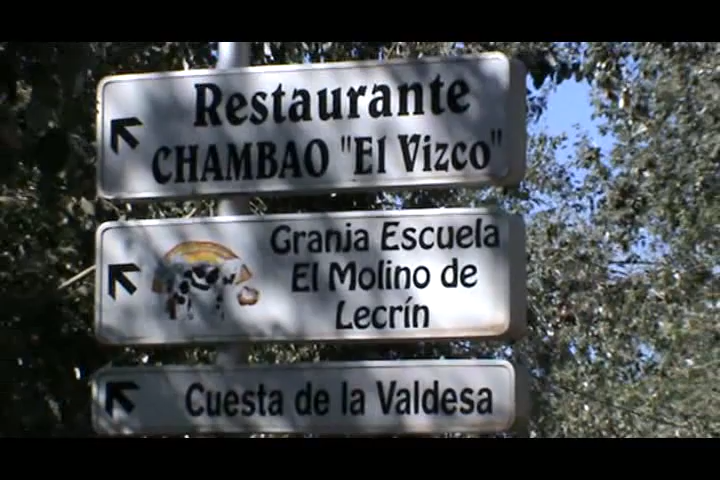 Restaurante
CHAMBAO "El Vizco"
Granja Escuela
El Molino de
Lecrín
Cuesta de la Valdesa